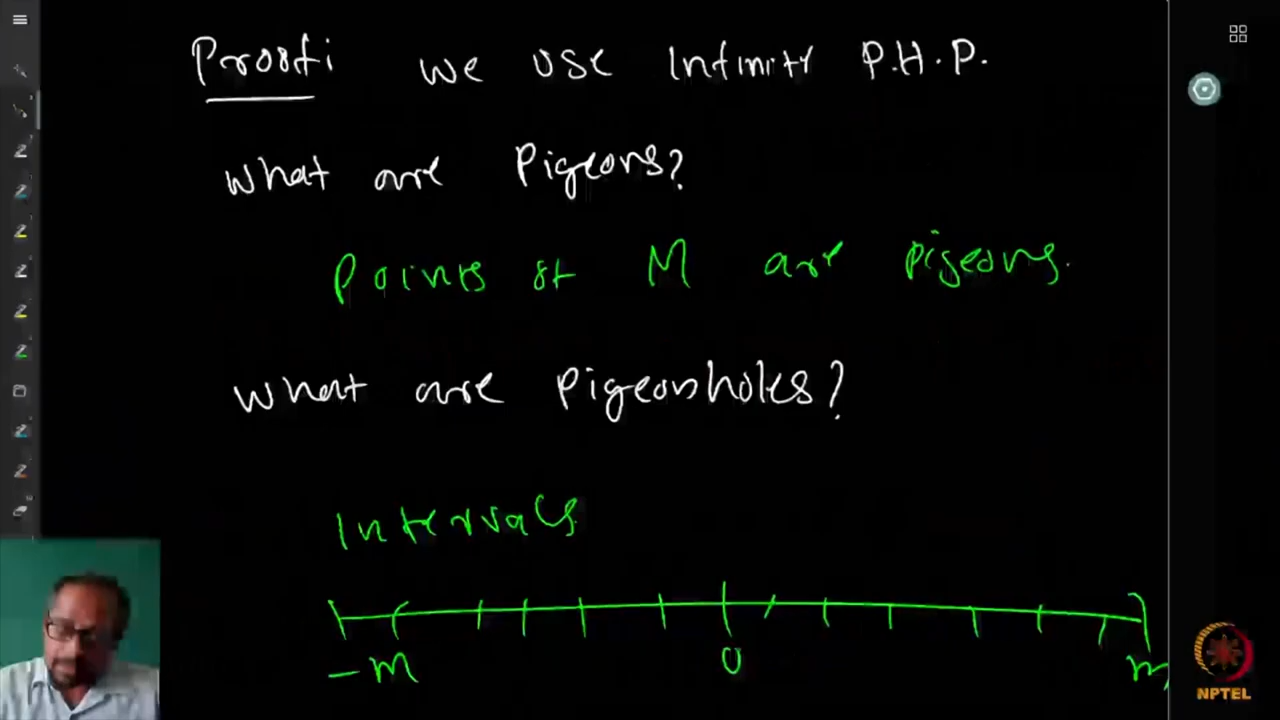 Proof: We use Infinity P.H.P.
What are Pigeons?
Points of M are pigeons.
What are pigeonholes?
Intervals
-m 0 m
NPTEL